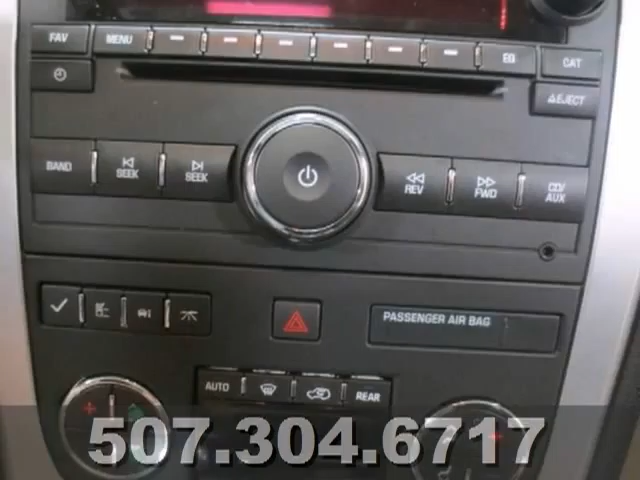 FAV MENU EQ CAT
EJECT
BAND SEEK SEEK REV FWD CD/
AUX
PASSENGER AIR BAG
AUTO REAR
507.304.6717